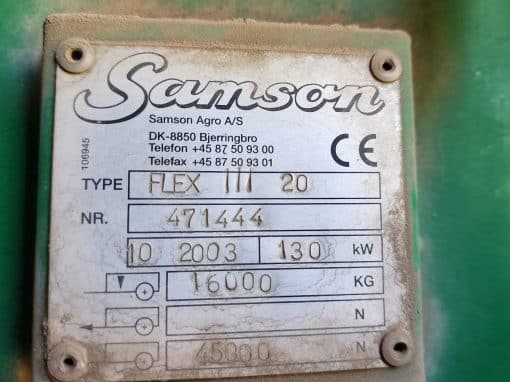 Samson
Samson Agro A/S
DK-8850 Bjerringbro
Telefon +45 87 50 93 00
Telefax +45 87 50 93 01
CE
106945
TYPE FLEX III 20
NR. 471444
10 2003 130 kW
16000 KG
N
45000 N